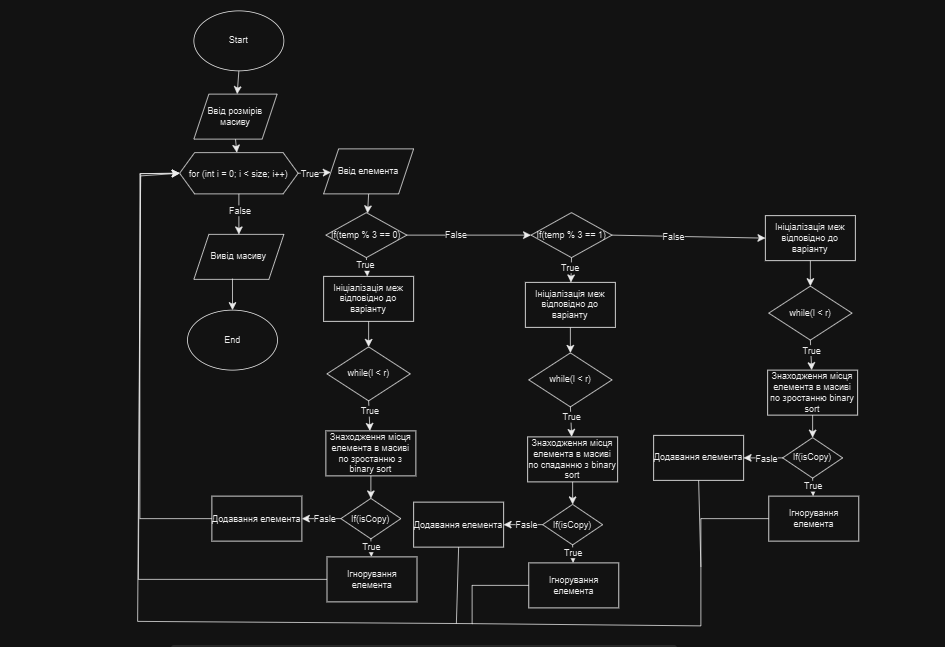 Start
Ввід розмірів
масиву
for (int i = 0; i < size; i++)
True
Ввід елемента
False
Вивід масиву
End
If(temp % 3 == 0)
False
If(temp % 3 == 1)
False
Ініціалізація меж
відповідно до
варіанту
True
Ініціалізація меж
відповідно до
варіанту
while(l < r)
True
Знаходження місця
елемента в масиві
по зростанню з
binary sort
If(isCopy)
Fasle
Додавання елемента
True
Ігнорування
елемента
True
Ініціалізація меж
відповідно до
варіанту
while(l < r)
True
Знаходження місця
елемента в масиві
по спаданню з binary
sort
If(isCopy)
Fasle
Додавання елемента
True
Ігнорування
елемента
while(l < r)
True
Знаходження місця
елемента в масиві
по зростанню binary
sort
If(isCopy)
Fasle
Додавання елемента
True
Ігнорування
елемента